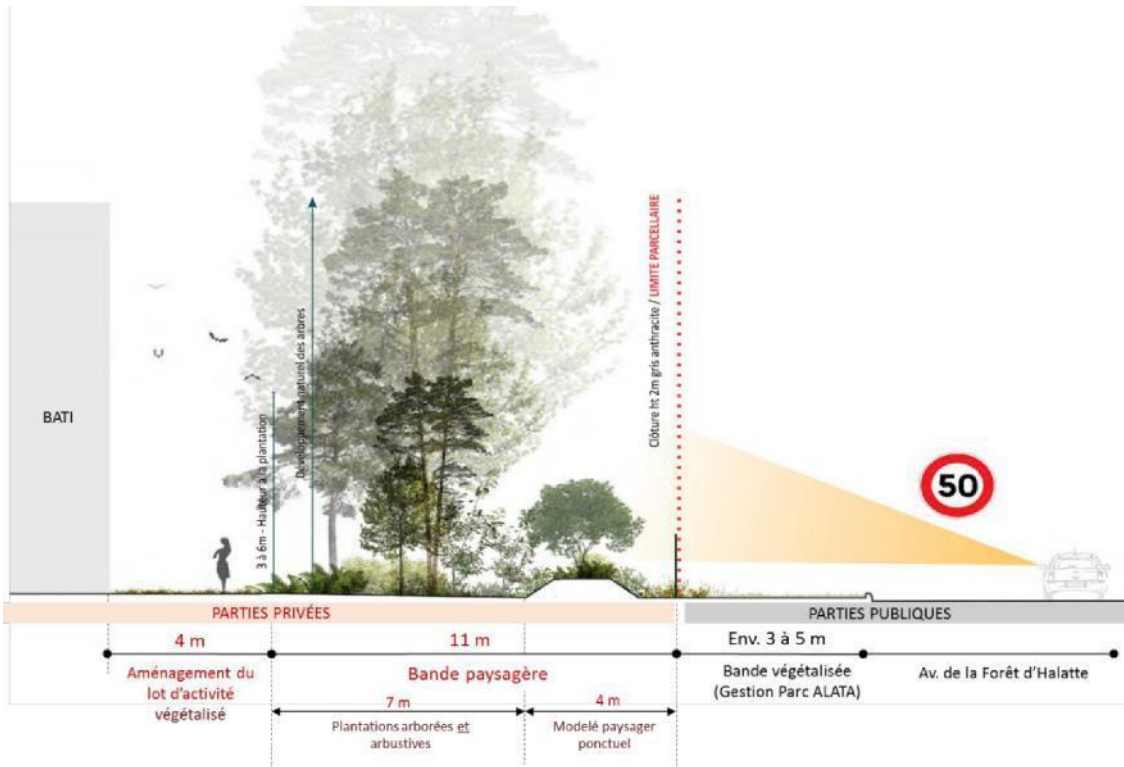 BATI
3 à 6m - Hauteur à la plantation
Développement naturel des arbres
Clôture ht 2m gris anthracite / LIMITE PARCELLAIRE
50
PARTIES PRIVÉES
PARTIES PUBLIQUES
4 m
11 m
Env. 3 à 5 m
Aménagement du
lot d'activité
végétalisé
Bande paysagère
Bande végétalisée
(Gestion Parc ALATA)
Av. de la Forêt d'Halatte
7 m
4 m
Plantations arborées et
arbustives
Modelé paysager
ponctuel